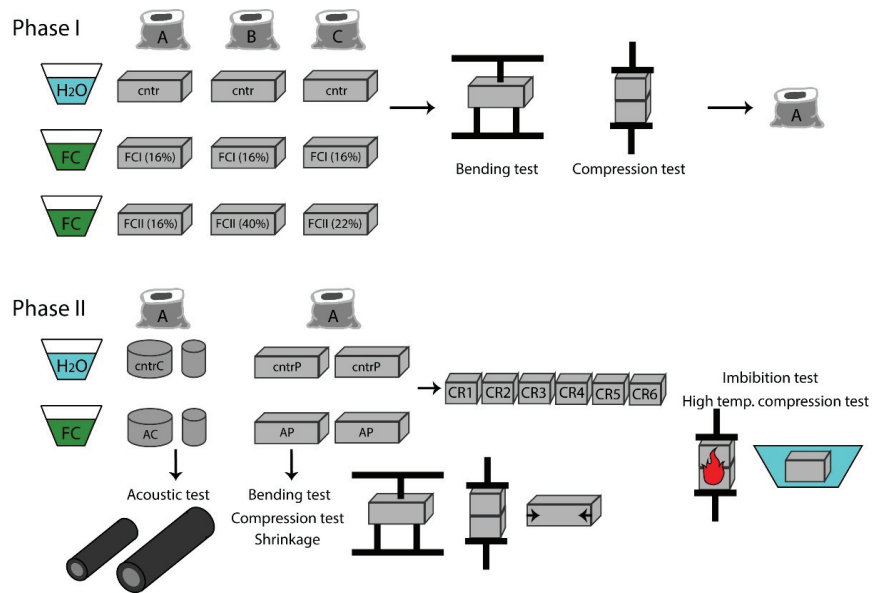 Phase I
A B C
H2O cntr cntr cntr
FC FCI (16%) FCI (16%) FCI (16%)
FC FCII (16%) FCII (40%) FCII (22%)
Bending test Compression test
A
Phase II
A A
H2O cntrC cntrP cntrP
CR1 CR2 CR3 CR4 CR5 CR6
FC AC AP AP
Imbibition test
High temp. compression test
Acoustic test
Bending test
Compression test
Shrinkage